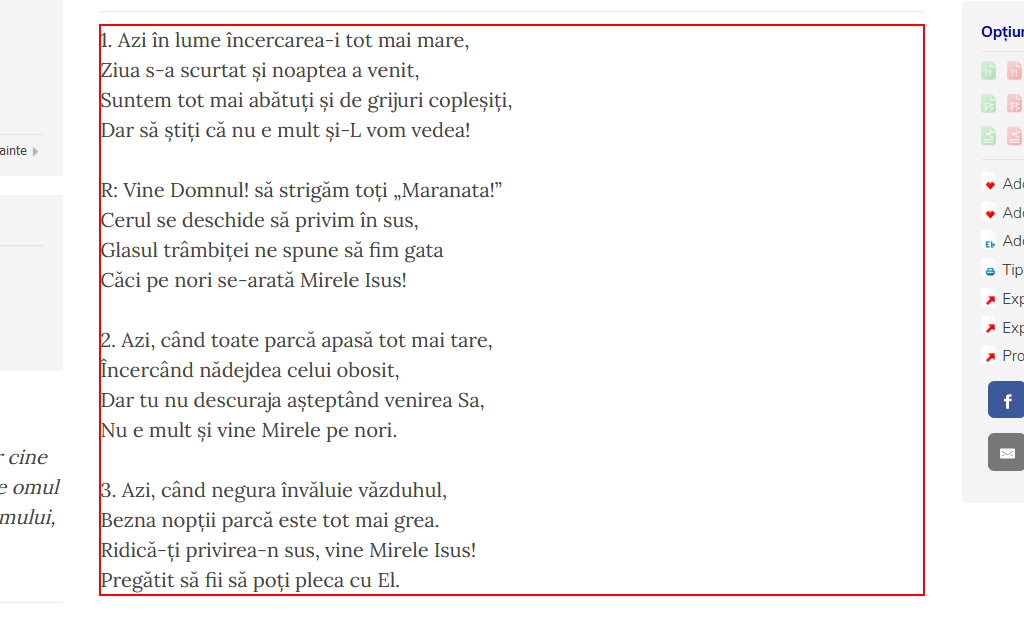 1. Azi în lume încercarea-i tot mai mare,
Ziua s-a scurtat și noaptea a venit,
Suntem tot mai abătuți și de grijuri copleșiți,
Dar să știți că nu e mult și-L vom vedea!
R: Vine Domnul! să strigăm toți „Maranata!”
Cerul se deschide să privim în sus,
Glasul trâmbiței ne spune să fim gata
Căci pe nori se-arată Mirele Isus!
2. Azi, când toate parcă apasă tot mai tare,
Încercând nădejdea celui obosit,
Dar tu nu descuraja așteptând venirea Sa,
Nu e mult și vine Mirele pe nori.
3. Azi, când negura învăluie văzduhul,
Bezna nopții parcă este tot mai grea.
Ridică-ți privirea-n sus, vine Mirele Isus!
Pregătit să fii să poți pleca cu El.
ainte
cine
omul
mului,
Opțiun
Ado
Ado
Eb Ado
Tip
Exp
Exp
Pro